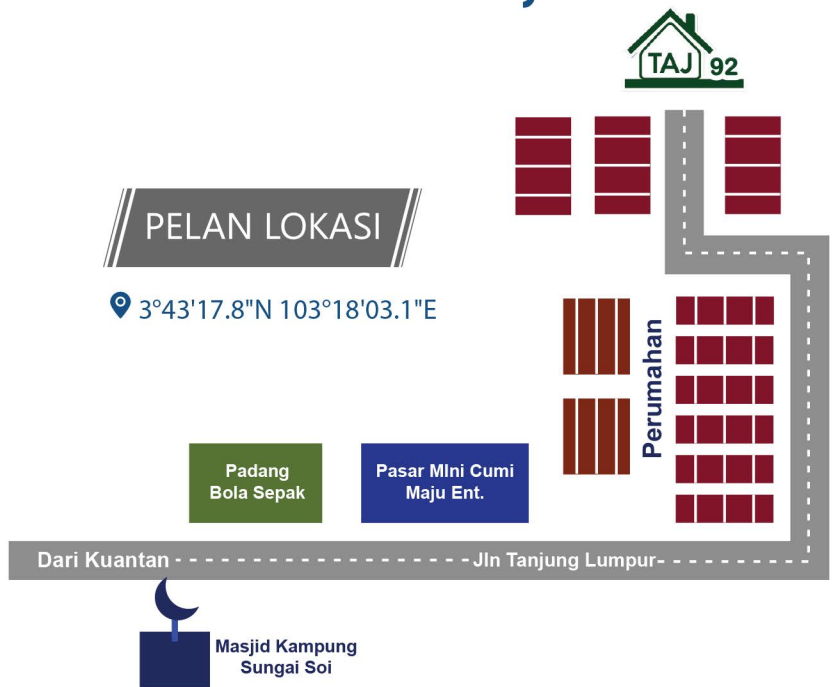 TAJ 92
PELAN LOKASI
3°43'17.8"N 103°18'03.1"E
Perumahan
Padang
Bola Sepak
Pasar MIni Cumi
Maju Ent.
Dari Kuantan
Jln Tanjung Lumpur
Masjid Kampung
Sungai Soi